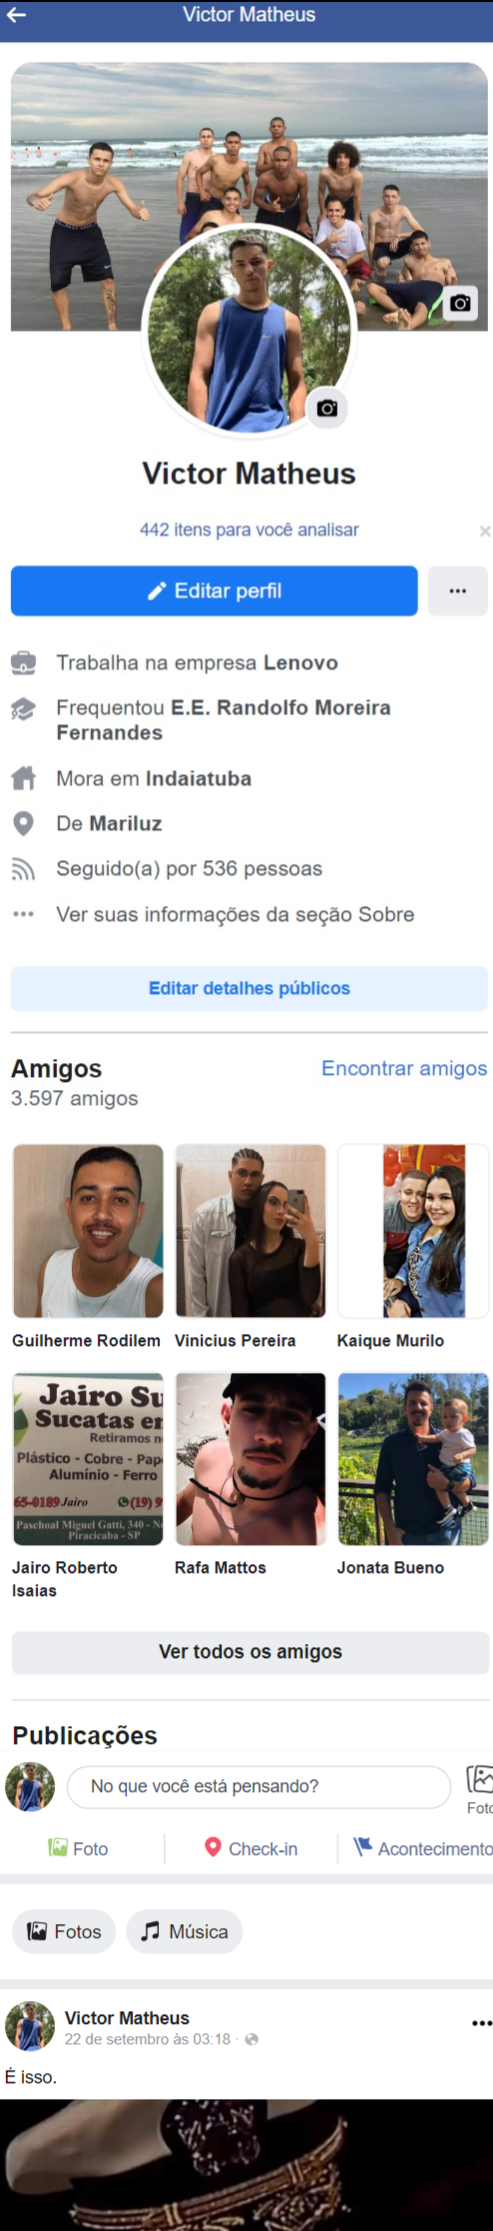 Victor Matheus
Victor Matheus
442 itens para você analisar
Editar perfil
Trabalha na empresa Lenovo
Frequentou E.E. Randolfo Moreira
Fernandes
Mora em Indaiatuba
De Mariluz
Seguido(a) por 536 pessoas
Ver suas informações da seção Sobre
Editar detalhes públicos
Amigos
Encontrar amigos
3.597 amigos
Guilherme Rodilem
Vinicius Pereira
Kaique Murilo
Jairo Su
Sucatas em
Retiramos n
Plástico - Cobre - Pap
Alumínio - Ferro
65-0189 Jairo (19) 9
Paschoal Miguel Gatti, 340 - N
Piracicaba - SP
Jairo Roberto
Isaias
Rafa Mattos
Jonata Bueno
Ver todos os amigos
Publicações
No que você está pensando?
Foto
Foto
Check-in
Acontecimento
Fotos
Música
Victor Matheus
22 de setembro às 03:18 ·
É isso.